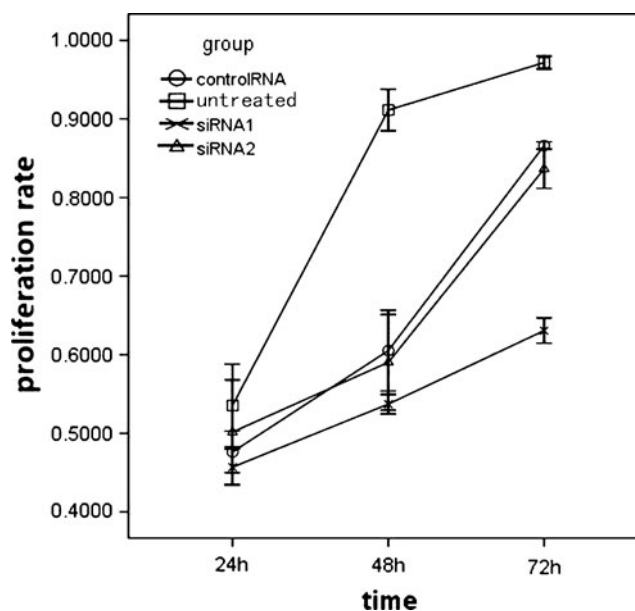 group
controlRNA
untreated
siRNA1
siRNA2
proliferation rate
1.0000
0.9000
0.8000
0.7000
0.6000
0.5000
0.4000
24h
48h
72h
time